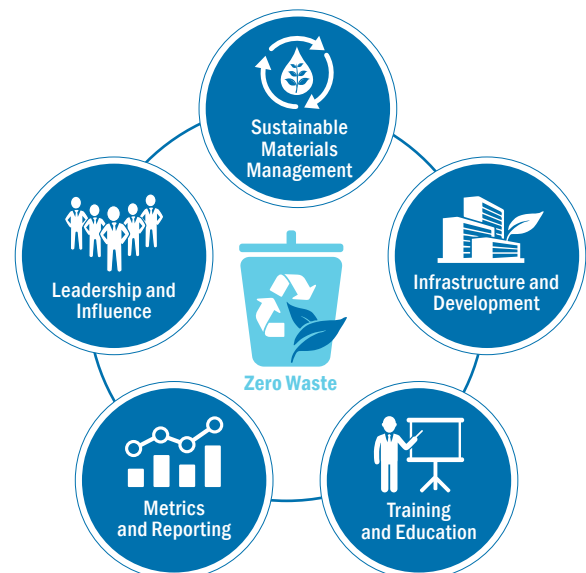 Sustainable
Materials
Management
Leadership and
Influence
Infrastructure and
Development
Zero Waste
Metrics
and Reporting
Training
and Education